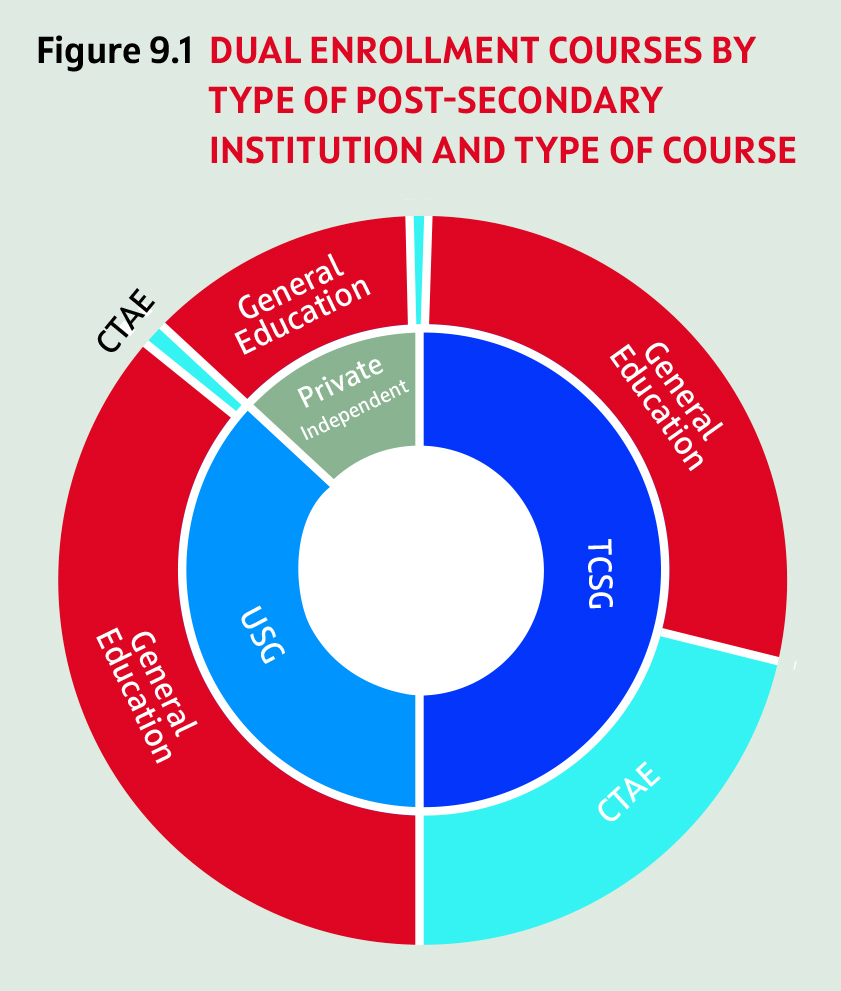 Figure 9.1 DUAL ENROLLMENT COURSES BY
TYPE OF POST-SECONDARY
INSTITUTION AND TYPE OF COURSE
CTAE
General
Education
Private
Independent
General
Education
TCSG
USG
General
Education
CTAE